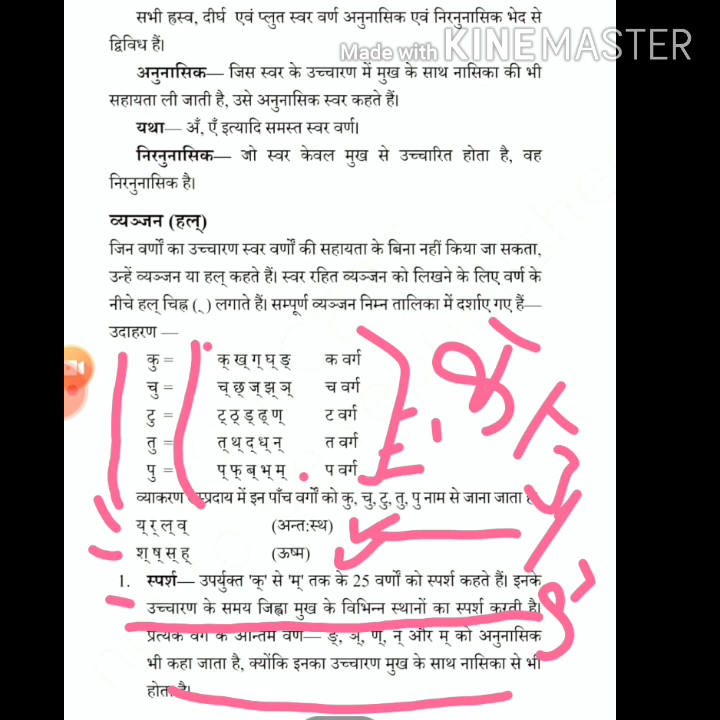 सभी ह्रस्व, दीर्घ एवं प्लुत स्वर वर्ण अनुनासिक एवं निरनुनासिक भेद से
द्विविध हैं।
Made with KINEMASTER
अनुनासिक— जिस स्वर के उच्चारण में मुख के साथ नासिका की भी
सहायता ली जाती है, उसे अनुनासिक स्वर कहते हैं।
यथा— अँ, एँ इत्यादि समस्त स्वर वर्ण।
निरनुनासिक— जो स्वर केवल मुख से उच्चारित होता है, वह
निरनुनासिक है।
व्यञ्जन (हल्)
जिन वर्णों का उच्चारण स्वर वर्णों की सहायता के बिना नहीं किया जा सकता,
उन्हें व्यञ्जन या हल् कहते हैं। स्वर रहित व्यञ्जन को लिखने के लिए वर्ण के
नीचे हल् चिह्न (्) लगाते हैं। सम्पूर्ण व्यञ्जन निम्न तालिका में दर्शाए गए हैं—
उदाहरण —
कु = क् ख् ग् घ् ङ् क वर्ग
चु = च् छ् ज् झ् ञ् च वर्ग
टु = ट् ठ् ड् ढ् ण् ट वर्ग
तु = त् थ् द् ध् न् त वर्ग
पु = प् फ् ब् भ् म् प वर्ग
व्याकरण में इन पाँच वर्गों को कु, चु, टु, तु, पु नाम से जाना जाता
य् र् ल् व् (अन्त:स्थ)
श् ष् स् ह् (ऊष्म)
1. स्पर्श— उपर्युक्त 'क्' से 'म्' तक के 25 वर्णों को स्पर्श कहते हैं। इनके
उच्चारण के समय जिह्वा मुख के विभिन्न स्थानों का स्पर्श करती है।
प्रत्येक वर्ग के अन्तिम वर्ण— ङ्, ञ्, ण्, न् और म् को अनुनासिक
भी कहा जाता है, क्योंकि इनका उच्चारण मुख के साथ नासिका से भी
होता है।